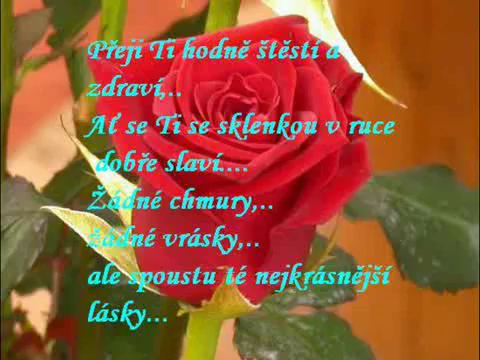 Přeji Ti hodně štěstí a
zdraví,..
Ať se Ti se sklenkou v ruce
dobře slaví....
Žádné chmury,..
žádné vrásky,..
ale spoustu té nejkrásnější
lásky...